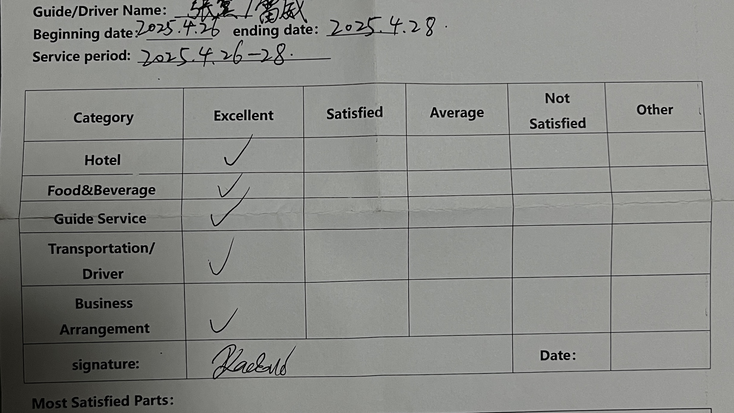 Guide/Driver Name: 张
Beginning date: 2025.4.26 ending date: 2025.4.28.
Service period: 2025.4.26-28.
Category Excellent Satisfied Average Not Satisfied Other
Hotel ✓
Food&Beverage ✓
Guide Service ✓
Transportation/
Driver ✓
Business
Arrangement ✓
signature: Date:
Most Satisfied Parts: